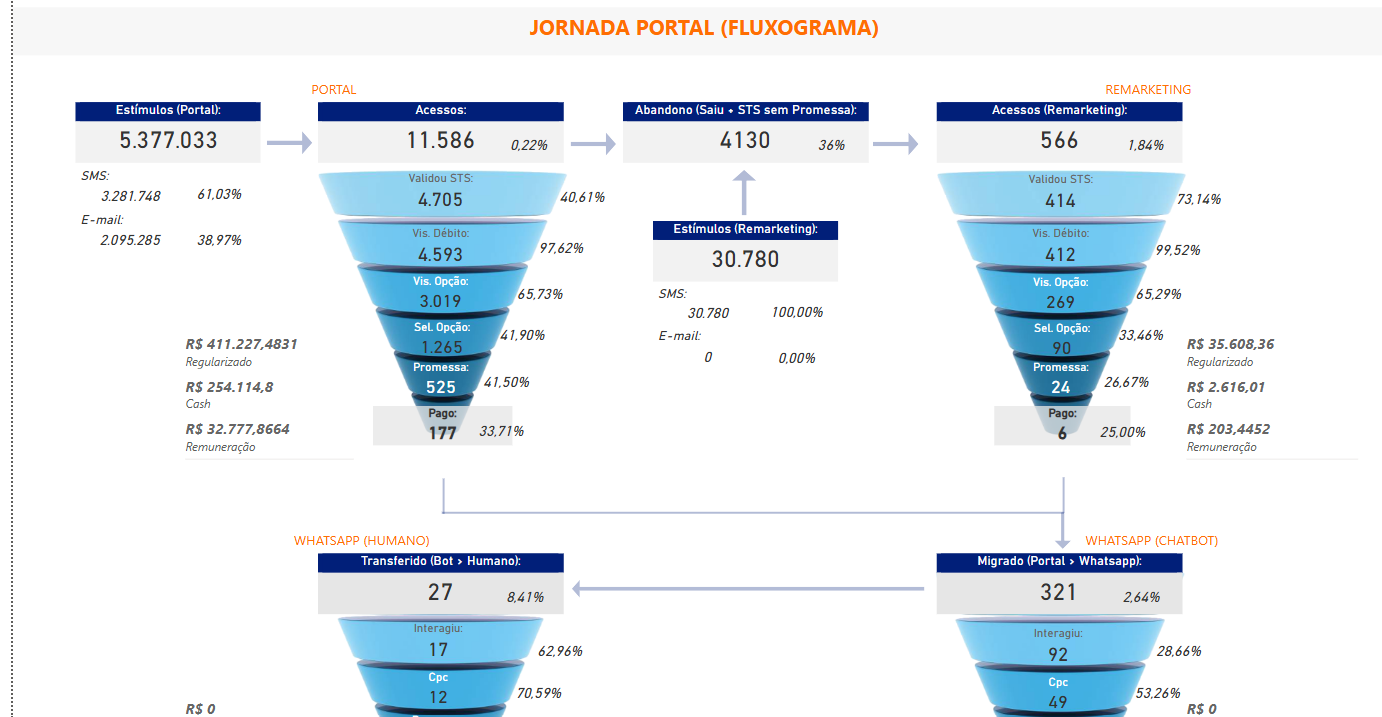 JORNADA PORTAL (FLUXOGRAMA)
PORTAL
REMARKETING
Estímulos (Portal):
5.377.033
SMS:
3.281.748 61,03%
E-mail:
2.095.285 38,97%
Acessos:
11.586 0,22%
Validou STS:
4.705 40,61%
Vis. Débito:
4.593 97,62%
Vis. Opção:
3.019 65,73%
Sel. Opção:
1.265 41,90%
Promessa:
525 41,50%
Pago:
177 33,71%
R$ 411.227,4831
Regularizado
R$ 254.114,8
Cash
R$ 32.777,8664
Remuneração
Abandono (Saiu + STS sem Promessa):
4130 36%
Estímulos (Remarketing):
30.780
SMS:
30.780 100,00%
E-mail:
0 0,00%
Acessos (Remarketing):
566 1,84%
Validou STS:
414 73,14%
Vis. Débito:
412 99,52%
Vis. Opção:
269 65,29%
Sel. Opção:
90 33,46%
Promessa:
24 26,67%
Pago:
6 25,00%
R$ 35.608,36
Regularizado
R$ 2.616,01
Cash
R$ 203,4452
Remuneração
WHATSAPP (HUMANO)
Transferido (Bot > Humano):
27 8,41%
Interagiu:
17 62,96%
Cpc
12 70,59%
R$ 0
WHATSAPP (CHATBOT)
Migrado (Portal > Whatsapp):
321 2,64%
Interagiu:
92 28,66%
Cpc
49 53,26%
R$ 0